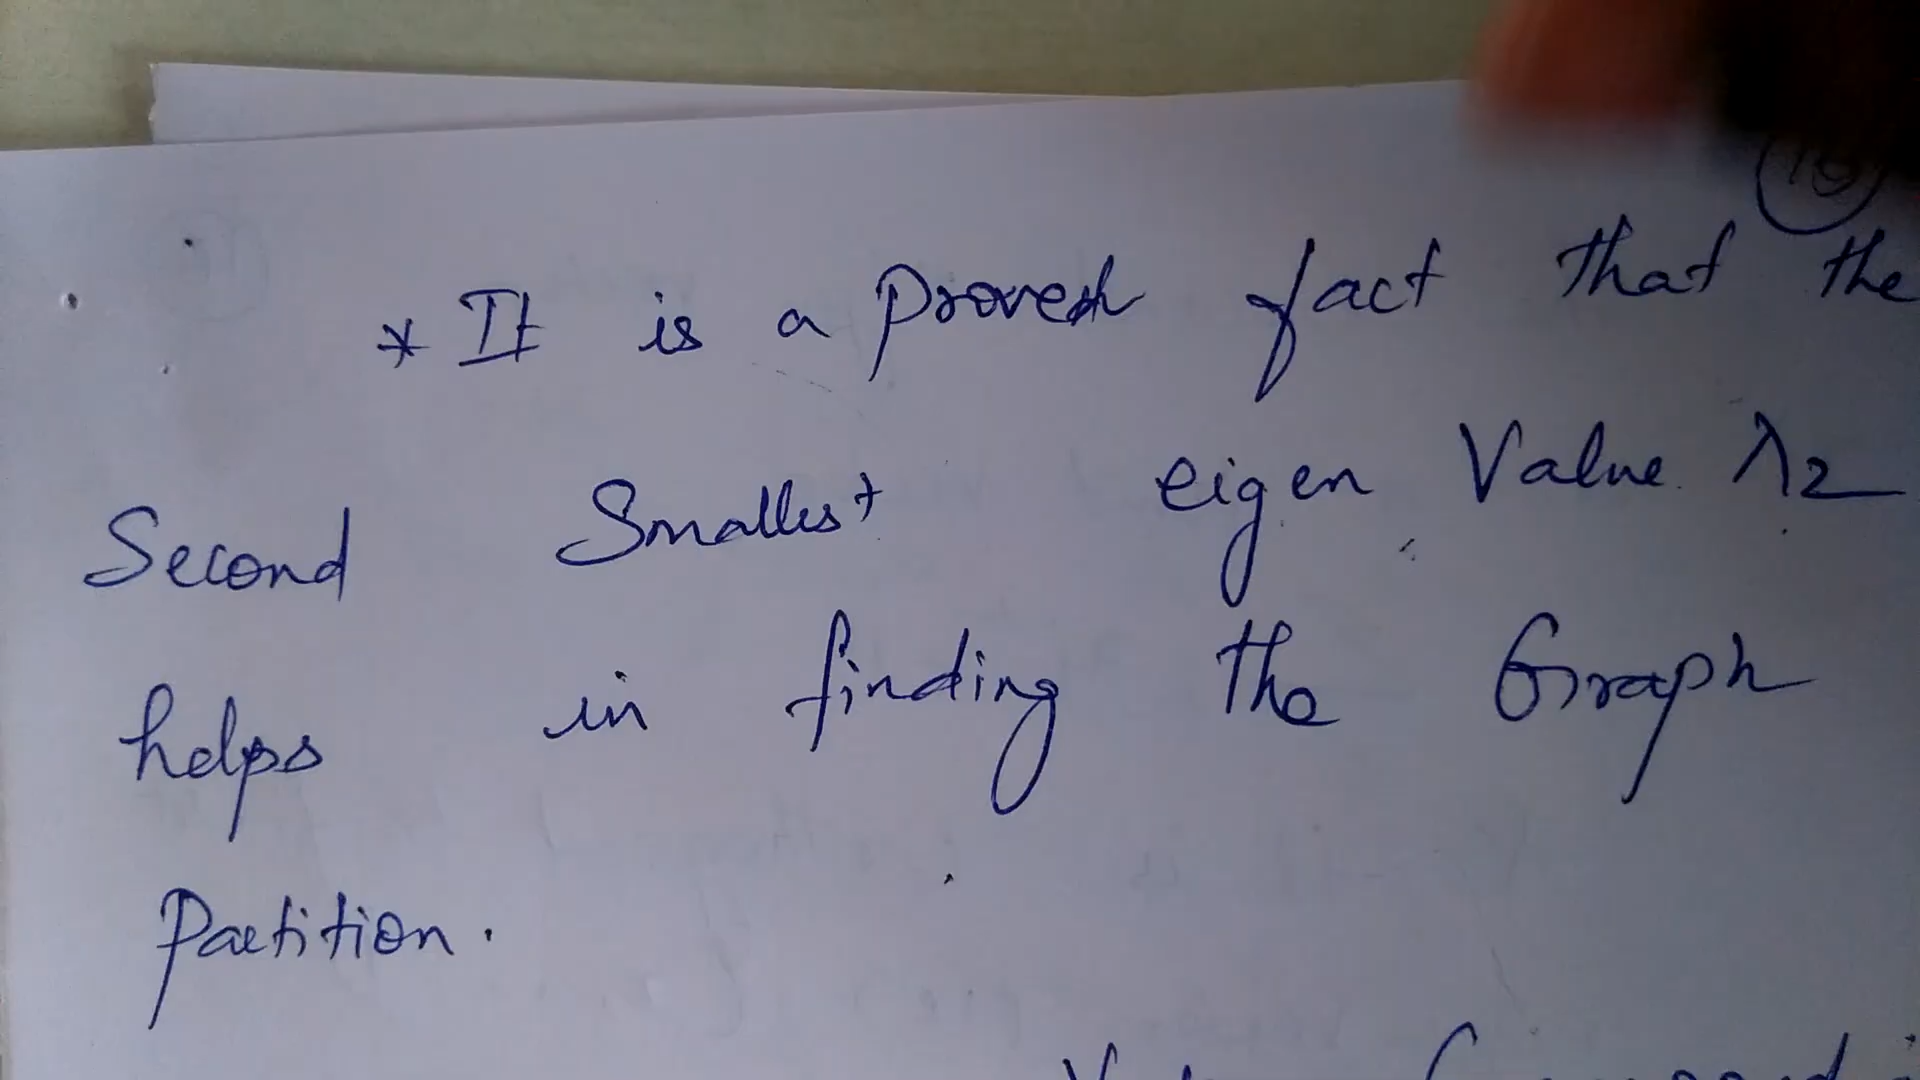 * It is a Proved fact that the
Second Smallest eigen Value λ2
helps in finding the Graph
Partition.